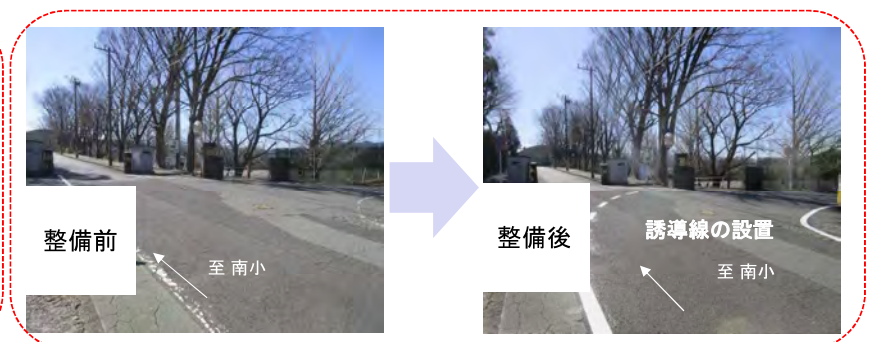 整備前
至 南小
整備後
誘導線の設置
至 南小